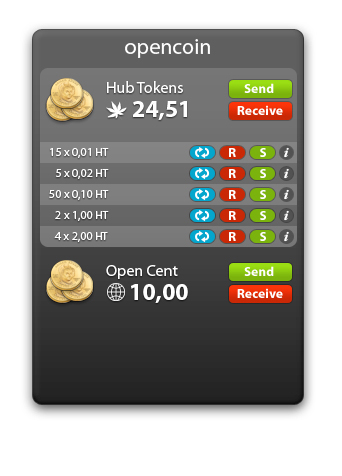 opencoin
Hub Tokens
24,51
Send
Receive
15 x 0,01 HT R S i
5 x 0,02 HT R S i
50 x 0,10 HT R S i
2 x 1,00 HT R S i
4 x 2,00 HT R S i
Open Cent
10,00
Send
Receive